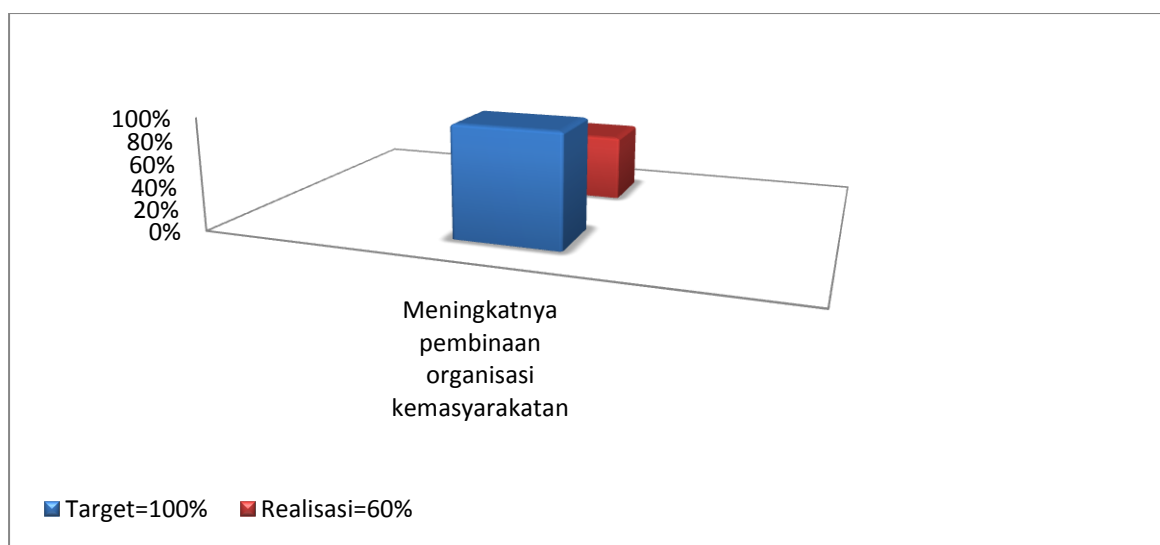 100%
80%
60%
40%
20%
0%
Meningkatnya
pembinaan
organisasi
kemasyarakatan
Target=100% Realisasi=60%